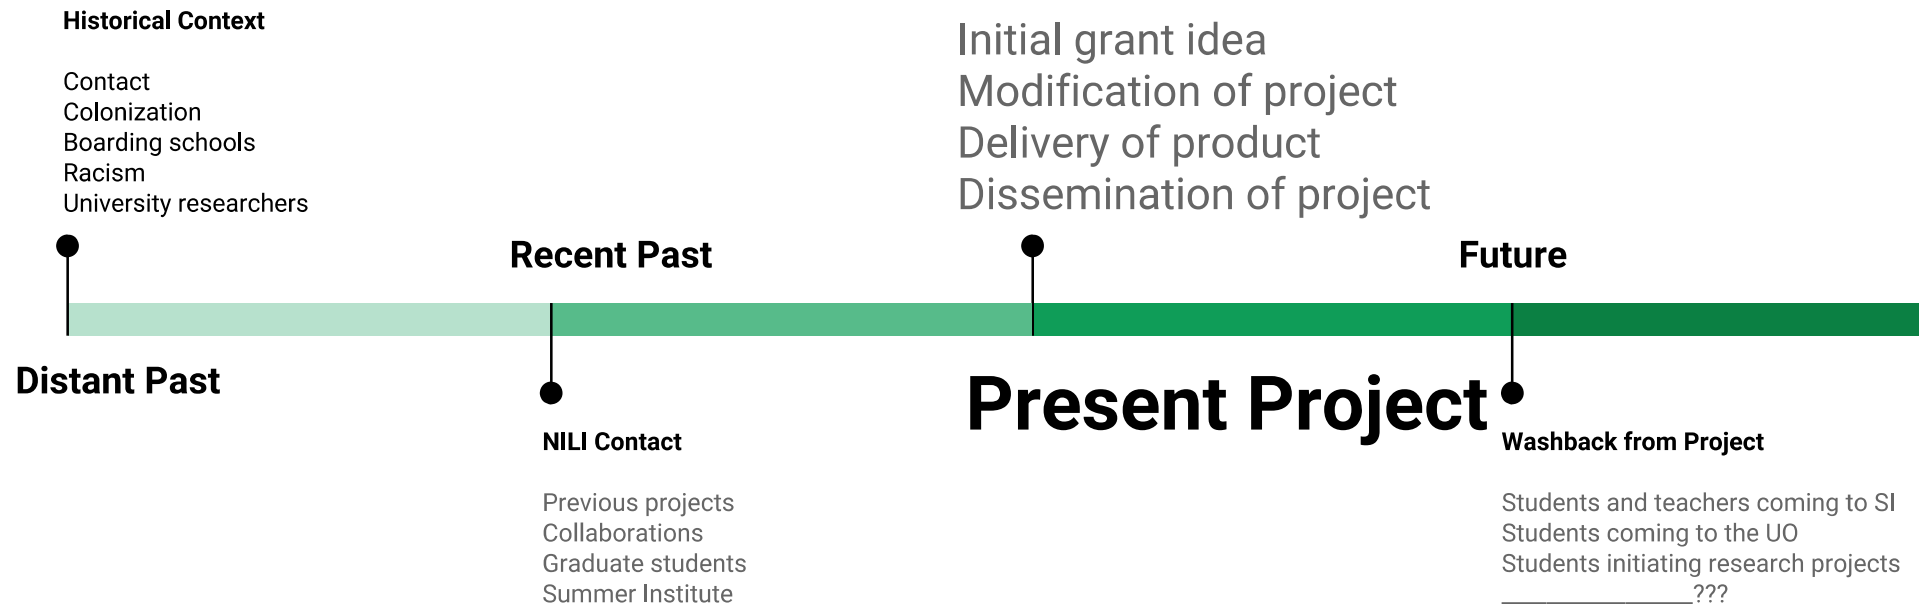 Historical Context
Contact
Colonization
Boarding schools
Racism
University researchers
Distant Past
Recent Past
NILI Contact
Previous projects
Collaborations
Graduate students
Summer Institute
Initial grant idea
Modification of project
Delivery of product
Dissemination of project
Present Project
Future
Washback from Project
Students and teachers coming to SI
Students coming to the UO
Students initiating research projects
________________???